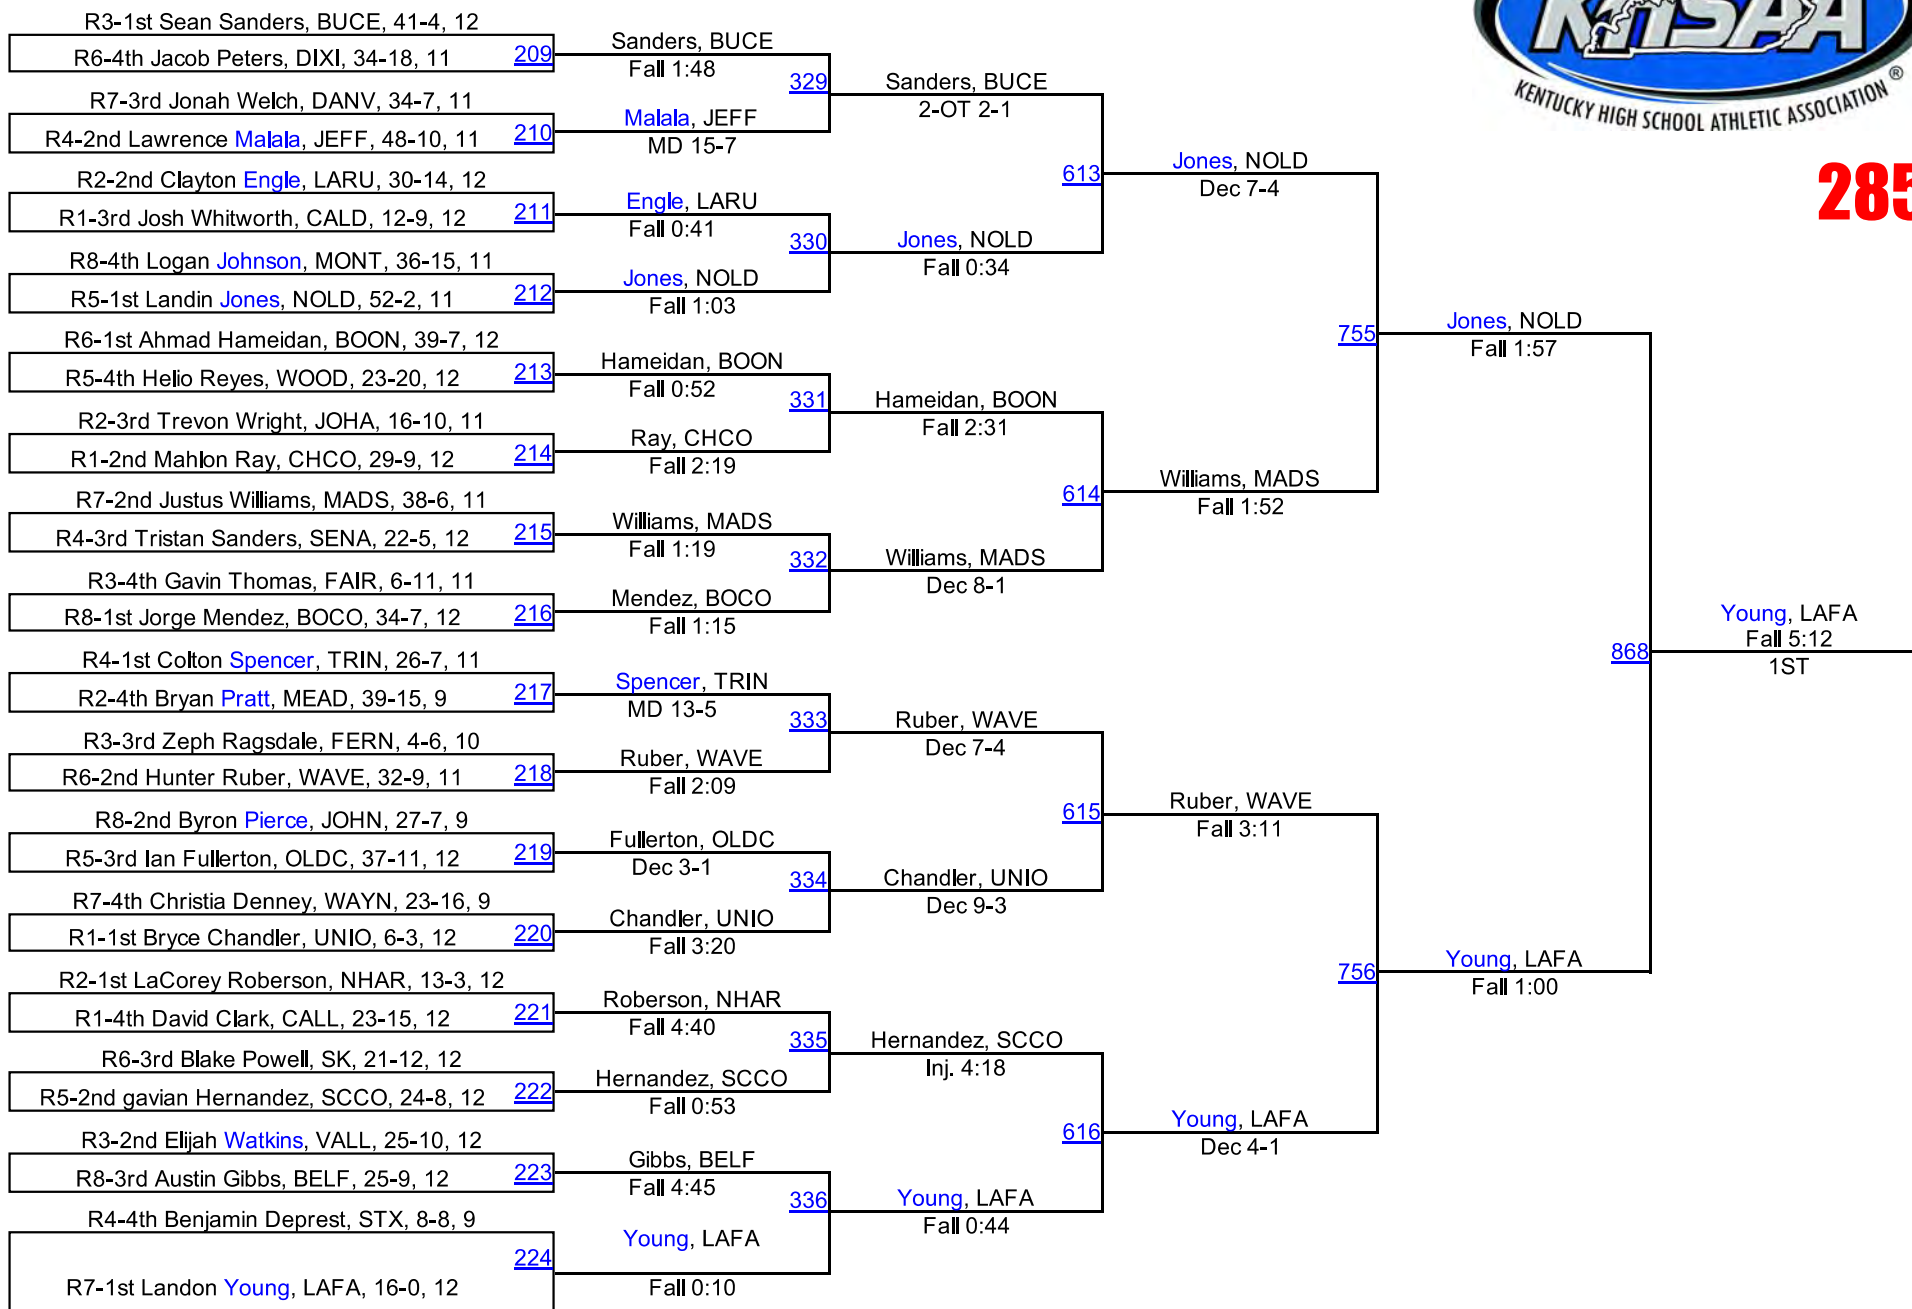 KHSAA
KENTUCKY HIGH SCHOOL ATHLETIC ASSOCIATION ®
285
R3-1st Sean Sanders, BUCE, 41-4, 12
R6-4th Jacob Peters, DIXI, 34-18, 11
209
R7-3rd Jonah Welch, DANV, 34-7, 11
R4-2nd Lawrence Malala, JEFF, 48-10, 11
210
R2-2nd Clayton Engle, LARU, 30-14, 12
R1-3rd Josh Whitworth, CALD, 12-9, 12
211
R8-4th Logan Johnson, MONT, 36-15, 11
R5-1st Landin Jones, NOLD, 52-2, 11
212
R6-1st Ahmad Hameidan, BOON, 39-7, 12
R5-4th Helio Reyes, WOOD, 23-20, 12
213
R2-3rd Trevon Wright, JOHA, 16-10, 11
R1-2nd Mahlon Ray, CHCO, 29-9, 12
214
R7-2nd Justus Williams, MADS, 38-6, 11
R4-3rd Tristan Sanders, SENA, 22-5, 12
215
R3-4th Gavin Thomas, FAIR, 6-11, 11
R8-1st Jorge Mendez, BOCO, 34-7, 12
216
R4-1st Colton Spencer, TRIN, 26-7, 11
R2-4th Bryan Pratt, MEAD, 39-15, 9
217
R3-3rd Zeph Ragsdale, FERN, 4-6, 10
R6-2nd Hunter Ruber, WAVE, 32-9, 11
218
R8-2nd Byron Pierce, JOHN, 27-7, 9
R5-3rd Ian Fullerton, OLDC, 37-11, 12
219
R7-4th Christia Denney, WAYN, 23-16, 9
R1-1st Bryce Chandler, UNIO, 6-3, 12
220
R2-1st LaCorey Roberson, NHAR, 13-3, 12
R1-4th David Clark, CALL, 23-15, 12
221
R6-3rd Blake Powell, SK, 21-12, 12
R5-2nd gavian Hernandez, SCCO, 24-8, 12
222
R3-2nd Elijah Watkins, VALL, 25-10, 12
R8-3rd Austin Gibbs, BELF, 25-9, 12
223
R4-4th Benjamin Deprest, STX, 8-8, 9
224
R7-1st Landon Young, LAFA, 16-0, 12
Sanders, BUCE
Fall 1:48
329
Malala, JEFF
MD 15-7
Engle, LARU
Fall 0:41
330
Jones, NOLD
Fall 1:03
Hameidan, BOON
Fall 0:52
331
Ray, CHCO
Fall 2:19
Williams, MADS
Fall 1:19
332
Mendez, BOCO
Fall 1:15
Spencer, TRIN
MD 13-5
333
Ruber, WAVE
Fall 2:09
Fullerton, OLDC
Dec 3-1
334
Chandler, UNIO
Fall 3:20
Roberson, NHAR
Fall 4:40
335
Hernandez, SCCO
Fall 0:53
Gibbs, BELF
Fall 4:45
336
Young, LAFA
Fall 0:10
Sanders, BUCE
2-OT 2-1
613
Jones, NOLD
Fall 0:34
Hameidan, BOON
Fall 2:31
614
Williams, MADS
Dec 8-1
Ruber, WAVE
Dec 7-4
615
Chandler, UNIO
Dec 9-3
Hernandez, SCCO
Inj. 4:18
616
Young, LAFA
Fall 0:44
Jones, NOLD
Dec 7-4
755
Williams, MADS
Fall 1:52
Ruber, WAVE
Fall 3:11
756
Young, LAFA
Dec 4-1
Jones, NOLD
Fall 1:57
868
Young, LAFA
Fall 1:00
Young, LAFA
Fall 5:12
1ST